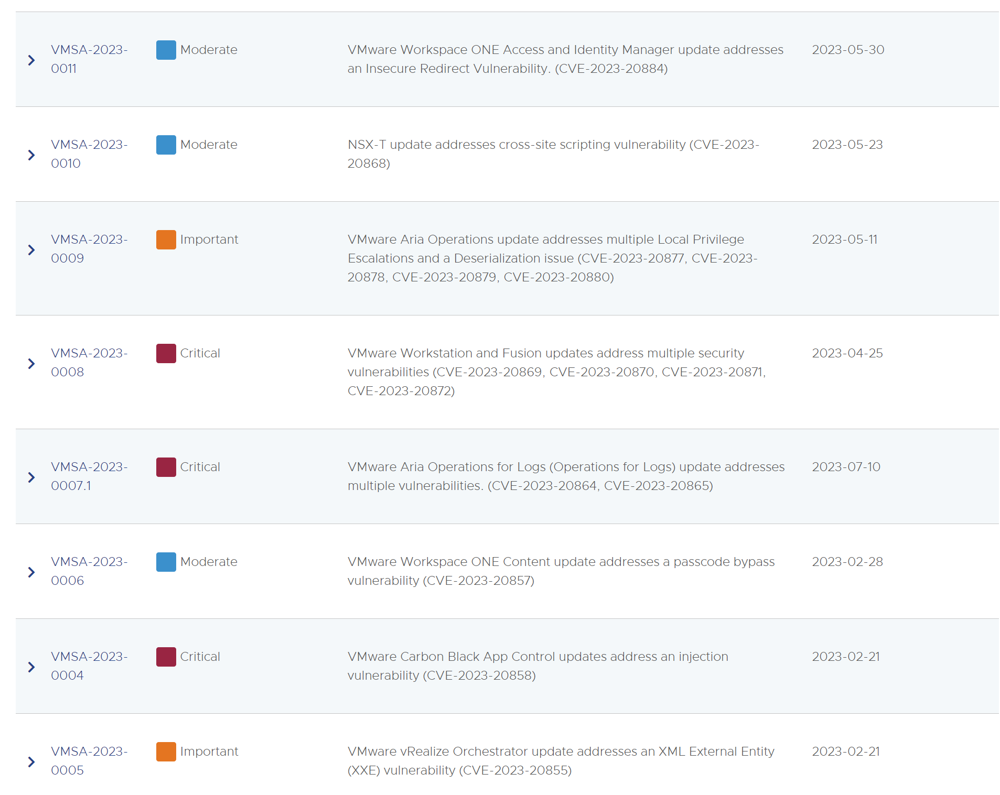 VMSA-2023-
0011
Moderate
VMware Workspace ONE Access and Identity Manager update addresses
an Insecure Redirect Vulnerability. (CVE-2023-20884)
2023-05-30
VMSA-2023-
0010
Moderate
NSX-T update addresses cross-site scripting vulnerability (CVE-2023-
20868)
2023-05-23
VMSA-2023-
0009
Important
VMware Aria Operations update addresses multiple Local Privilege
Escalations and a Deserialization issue (CVE-2023-20877, CVE-2023-
20878, CVE-2023-20879, CVE-2023-20880)
2023-05-11
VMSA-2023-
0008
Critical
VMware Workstation and Fusion updates address multiple security
vulnerabilities (CVE-2023-20869, CVE-2023-20870, CVE-2023-20871,
CVE-2023-20872)
2023-04-25
VMSA-2023-
0007.1
Critical
VMware Aria Operations for Logs (Operations for Logs) update addresses
multiple vulnerabilities. (CVE-2023-20864, CVE-2023-20865)
2023-07-10
VMSA-2023-
0006
Moderate
VMware Workspace ONE Content update addresses a passcode bypass
vulnerability (CVE-2023-20857)
2023-02-28
VMSA-2023-
0004
Critical
VMware Carbon Black App Control updates address an injection
vulnerability (CVE-2023-20858)
2023-02-21
VMSA-2023-
0005
Important
VMware vRealize Orchestrator update addresses an XML External Entity
(XXE) vulnerability (CVE-2023-20855)
2023-02-21